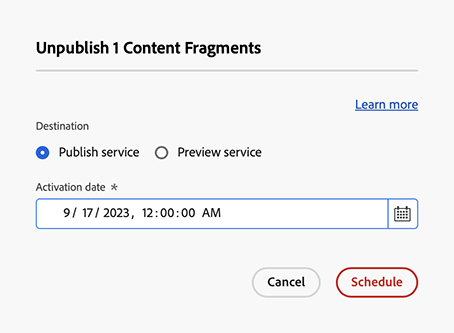 Unpublish 1 Content Fragments
Learn more
Destination
Publish service Preview service
Activation date *
9/ 17/ 2023, 12:00:00 AM
Cancel Schedule